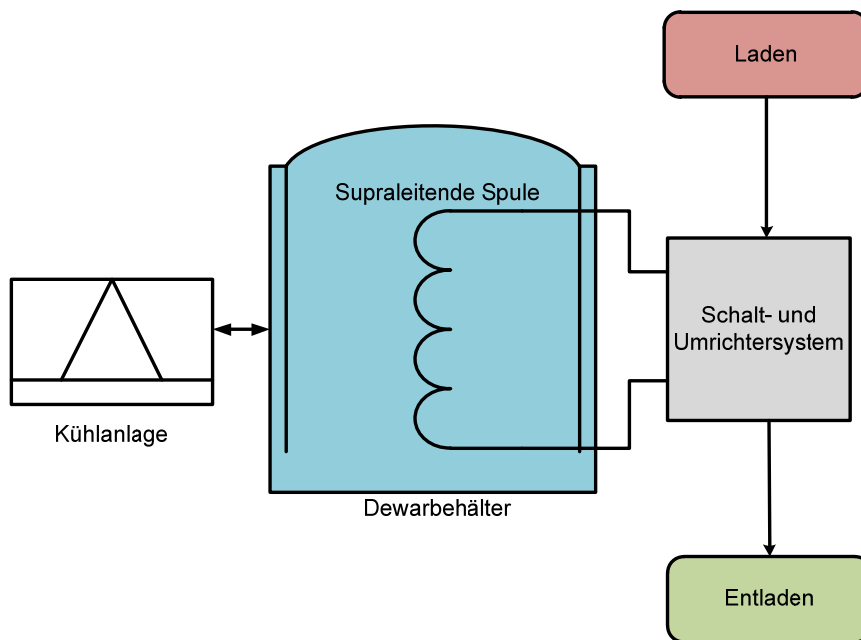 Laden
Supraleitende Spule
Schalt- und
Umrichtersystem
Kühlanlage
Dewarbehälter
Entladen